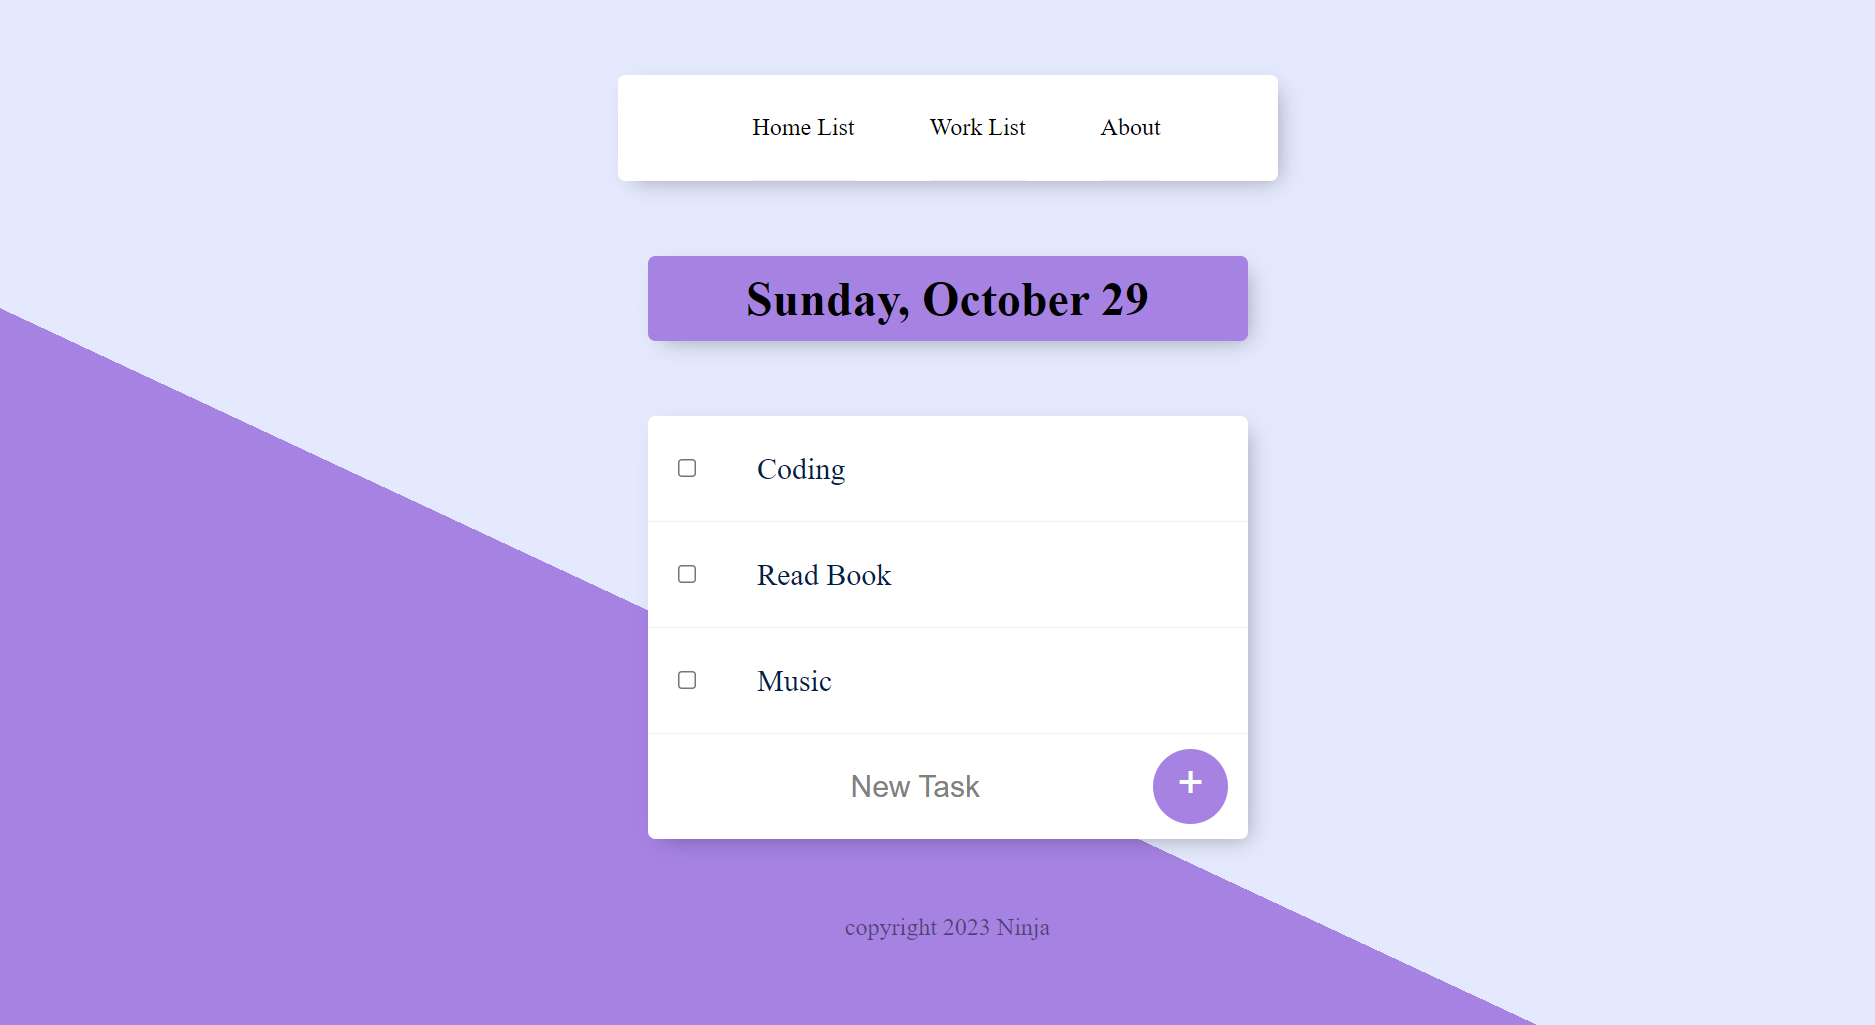 Home List Work List About
Sunday, October 29
Coding
Read Book
Music
New Task +
copyright 2023 Ninja